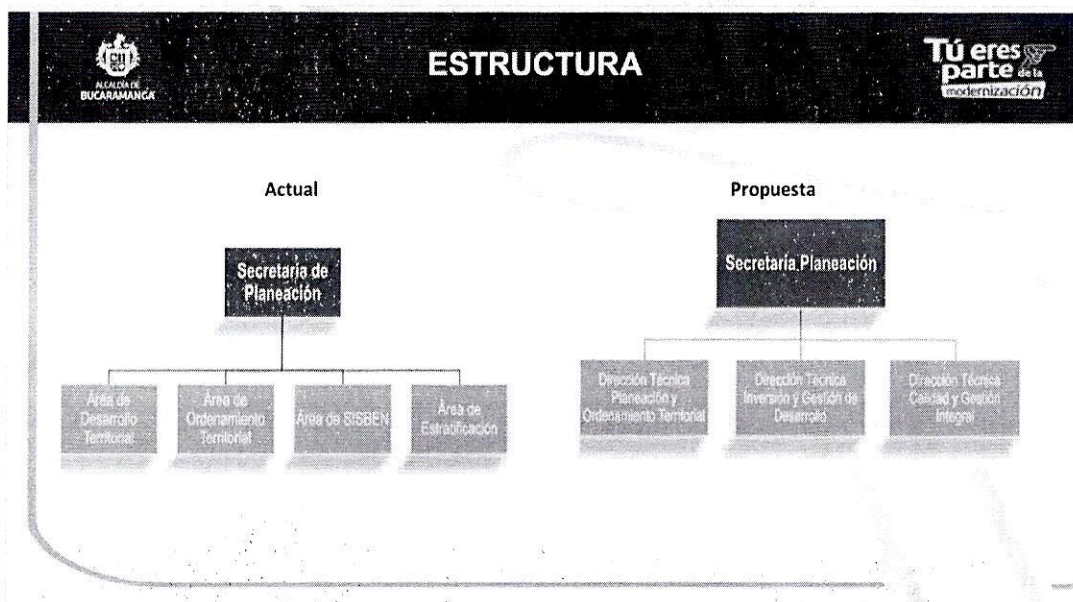 ALCALDÍA DE
BUCARAMANGA
ESTRUCTURA
Tú eres
parte de la
modernización
Actual
Secretaría de
Planeación
Área de
Desarrollo
Territorial
Área de
Ordenamiento
Territorial
Área de SISBEN
Área de
Estratificación
Propuesta
Secretaría Planeación
Dirección Técnica
Planeación y
Ordenamiento Territorial
Dirección Técnica
Inversión y Gestión de
Desarrollo
Dirección Técnica
Calidad y Gestión
Integral